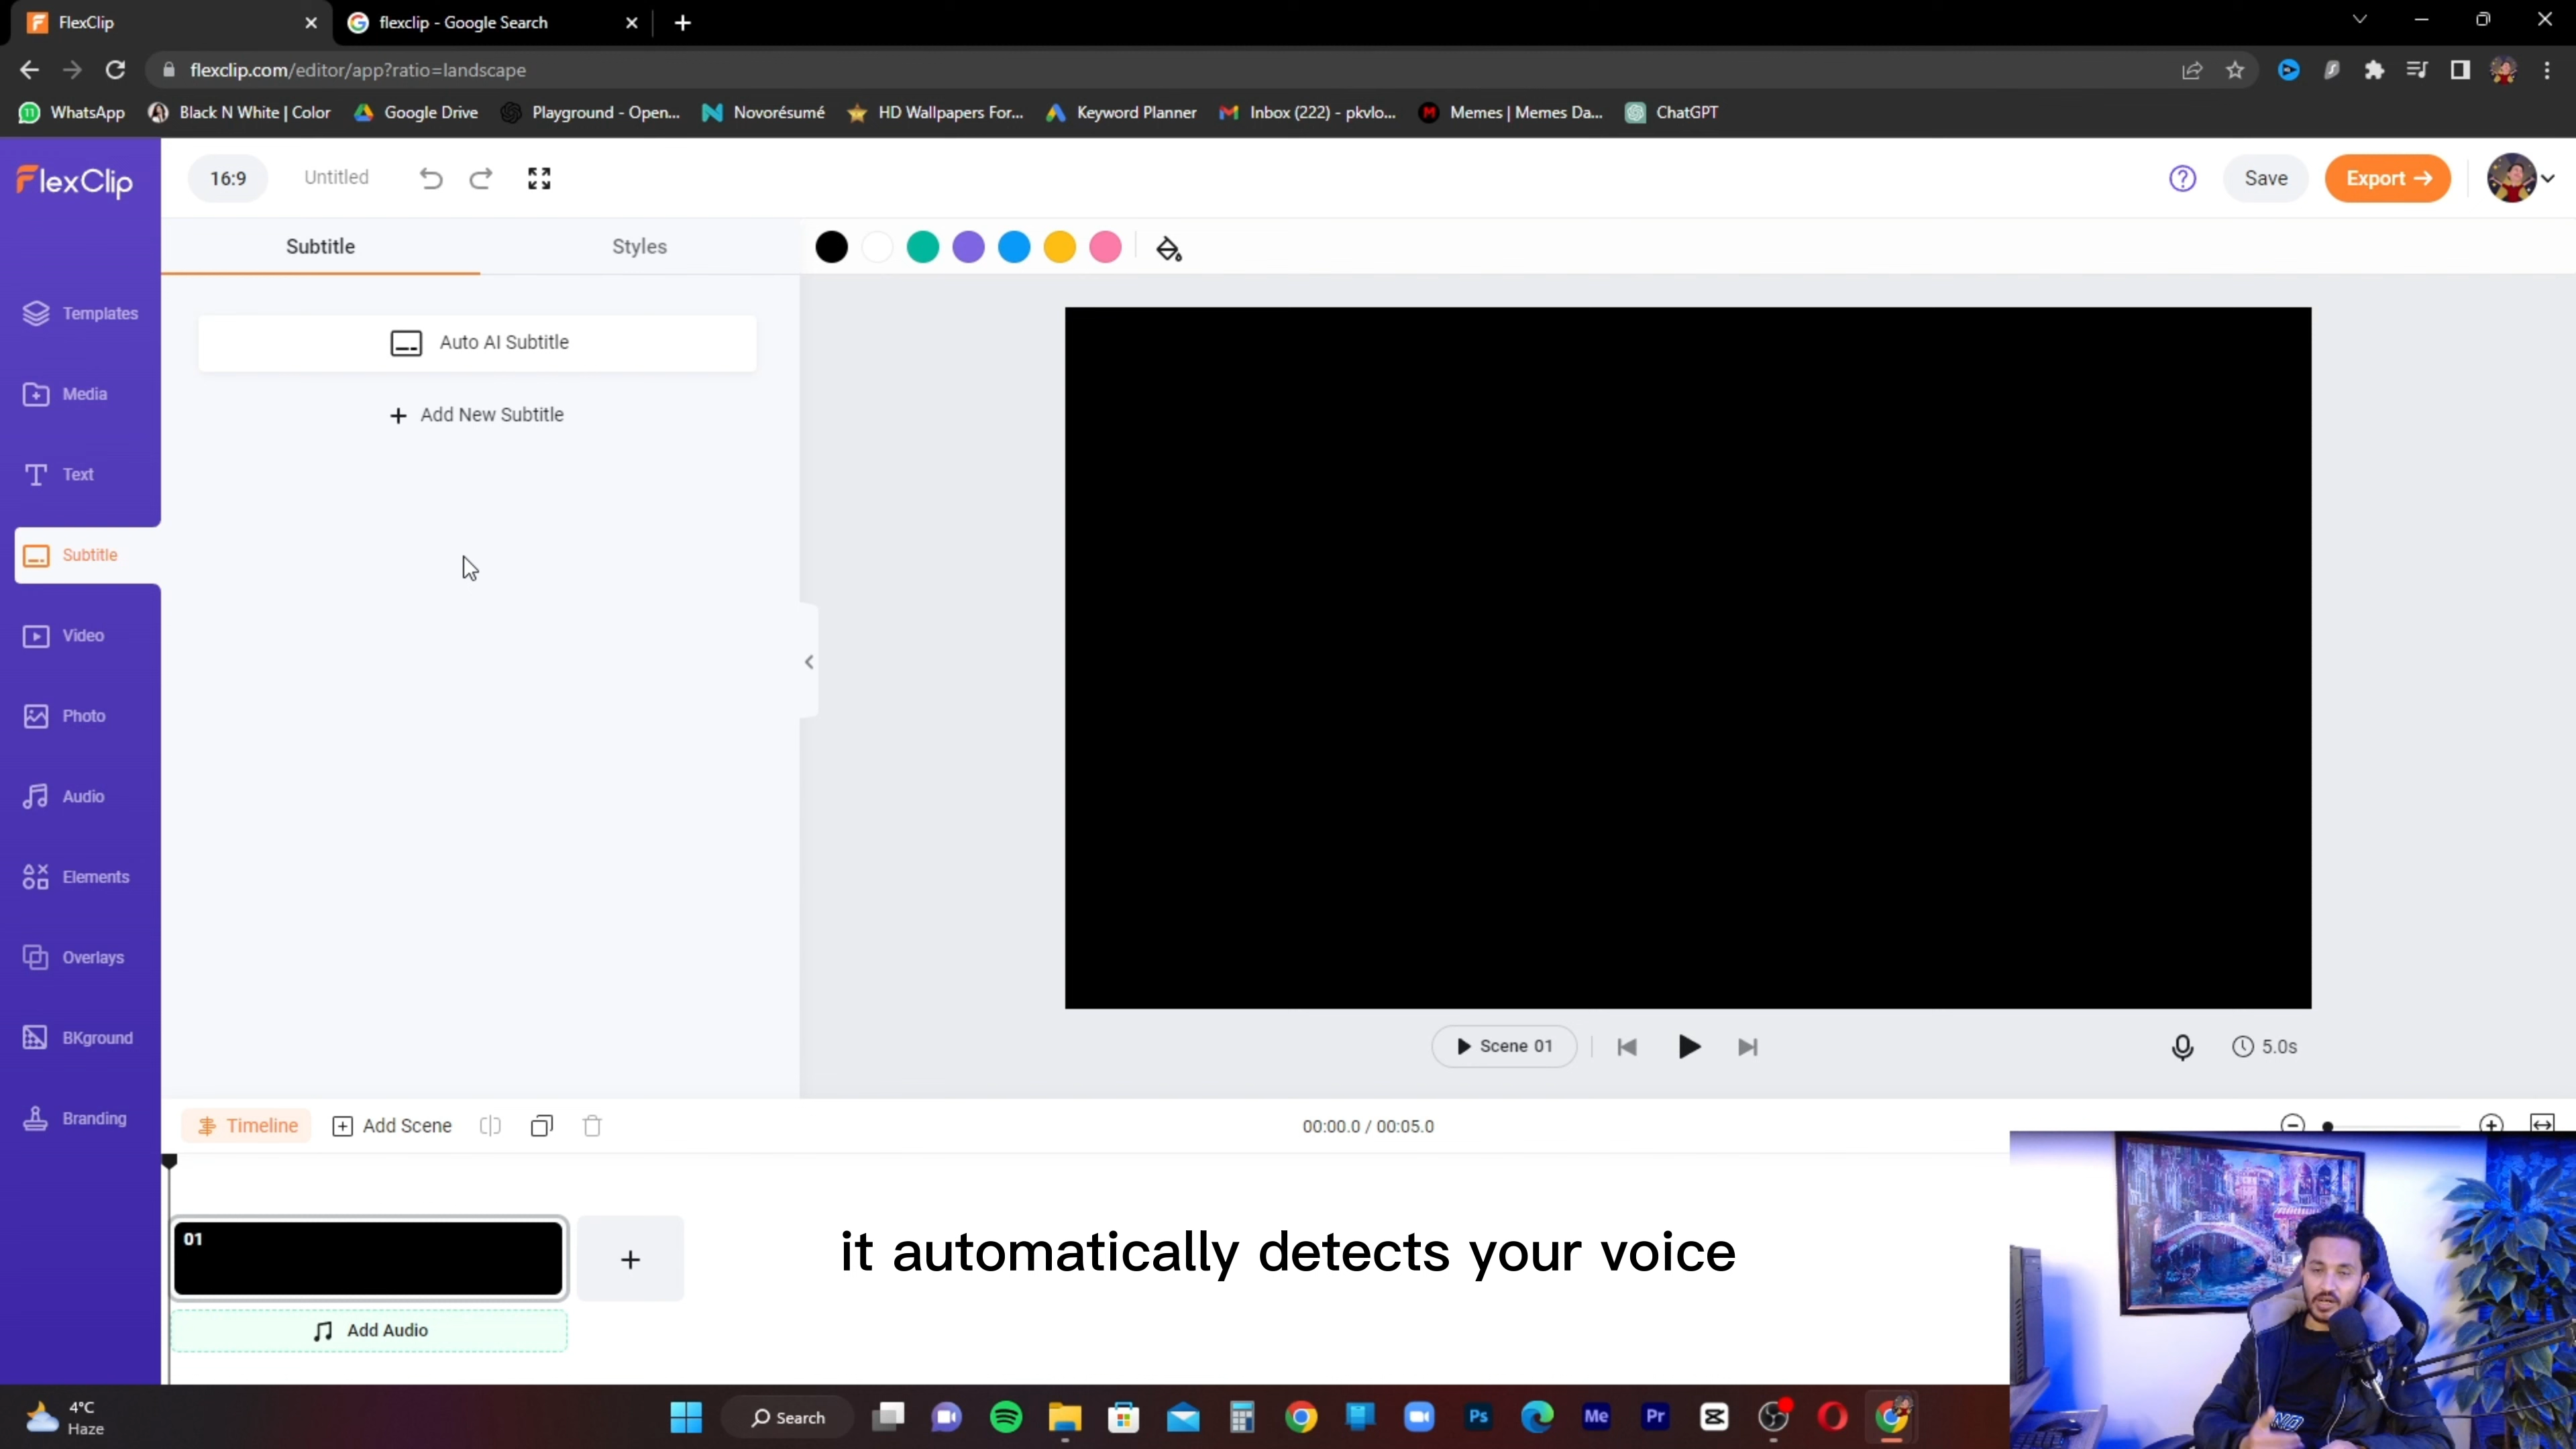 FlexClip
flexclip - Google Search
flexclip.com/editor/app?ratio=landscape
WhatsApp
Black N White | Color
Google Drive
Playground - Open...
Novorésumé
HD Wallpapers For...
Keyword Planner
Inbox (222) - pkvlo...
Memes | Memes Da...
ChatGPT
FlexClip
16:9
Untitled
Save
Export
Subtitle
Styles
Templates
Auto AI Subtitle
Media
Add New Subtitle
Text
Subtitle
Video
Photo
Audio
Elements
Overlays
BKground
Branding
Scene 01
5.0s
Timeline
Add Scene
00:00.0 / 00:05.0
01
+
it automatically detects your voice
Add Audio
4°C
Haze
Search
Ps
Me
Pr